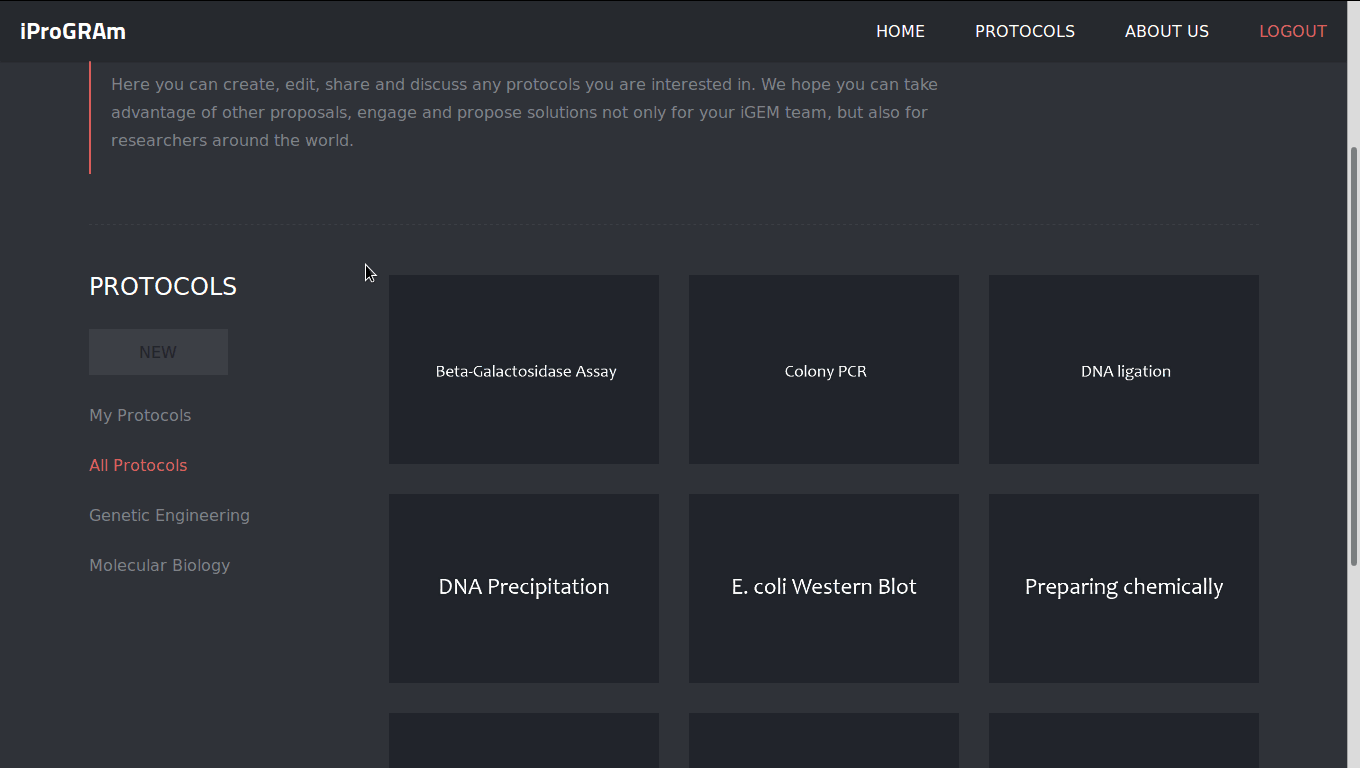 iProGRAm
HOME
PROTOCOLS
ABOUT US
LOGOUT
Here you can create, edit, share and discuss any protocols you are interested in. We hope you can take
advantage of other proposals, engage and propose solutions not only for your iGEM team, but also for
researchers around the world.
PROTOCOLS
NEW
My Protocols
All Protocols
Genetic Engineering
Molecular Biology
Beta-Galactosidase Assay
Colony PCR
DNA ligation
DNA Precipitation
E. coli Western Blot
Preparing chemically